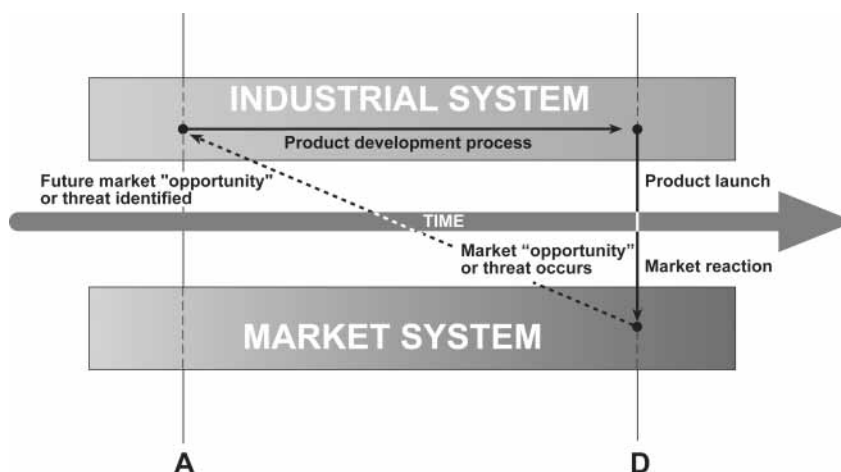 INDUSTRIAL SYSTEM
Product development process
Future market "opportunity"
or threat identified
Product launch
TIME
Market “opportunity”
or threat occurs
Market reaction
MARKET SYSTEM
A
D